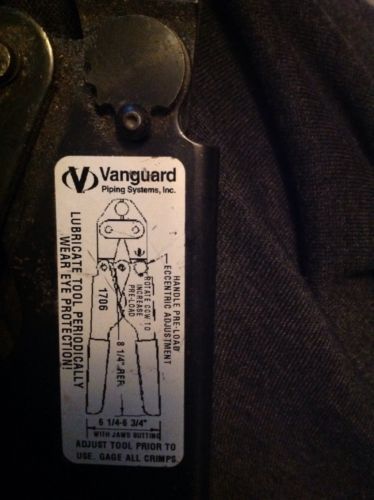 Vanguard
Piping Systems, Inc.
LUBRICATE TOOL PERIODICALLY
WEAR EYE PROTECTION!
HANDLE PRE-LOAD
ECCENTRIC ADJUSTMENT
ROTATE CCW TO
INCREASE
PRE-LOAD
1706
8 1/4" REF.
6 1/4-6 3/4"
WITH JAWS BUTTING
ADJUST TOOL PRIOR TO
USE. GAGE ALL CRIMPS.